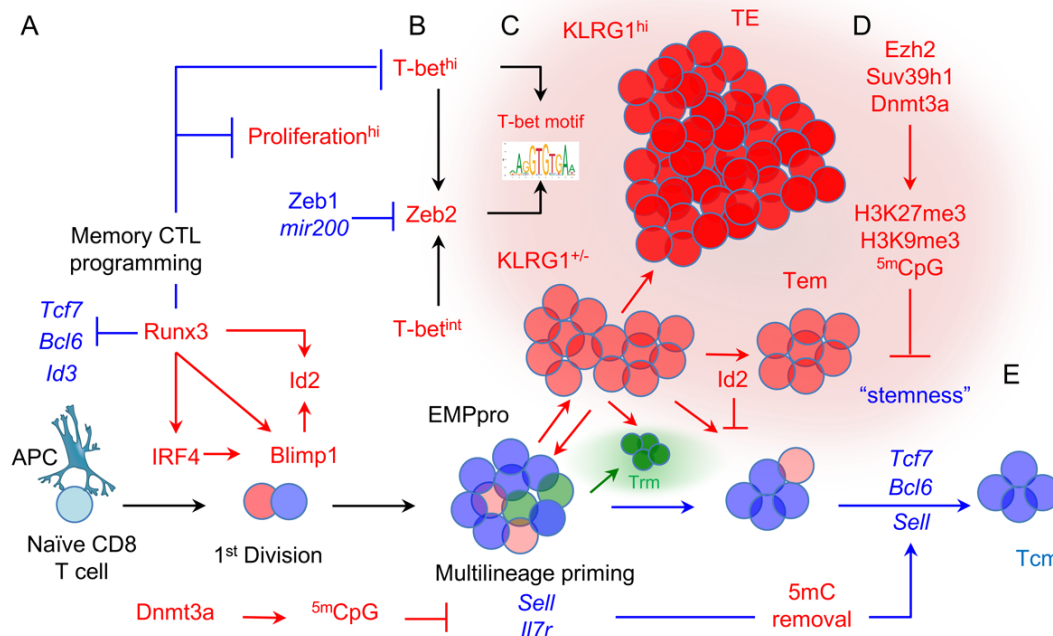 A
B
C
D
E
T-bethi
Proliferationhi
Zeb1
mir200
Zeb2
T-betint
Memory CTL
programming
Tcf7
Bcl6
Id3
Runx3
Id2
IRF4
Blimp1
APC
Naïve CD8
T cell
1st Division
Dnmt3a
5mCpG
KLRG1hi
TE
T-bet motif
AGGTGTGA
KLRG1+/-
Tem
Id2
EMPpro
Trm
Multilineage priming
Sell
Il7r
5mC
removal
Ezh2
Suv39h1
Dnmt3a
H3K27me3
H3K9me3
5mCpG
“stemness”
Tcf7
Bcl6
Sell
Tcm